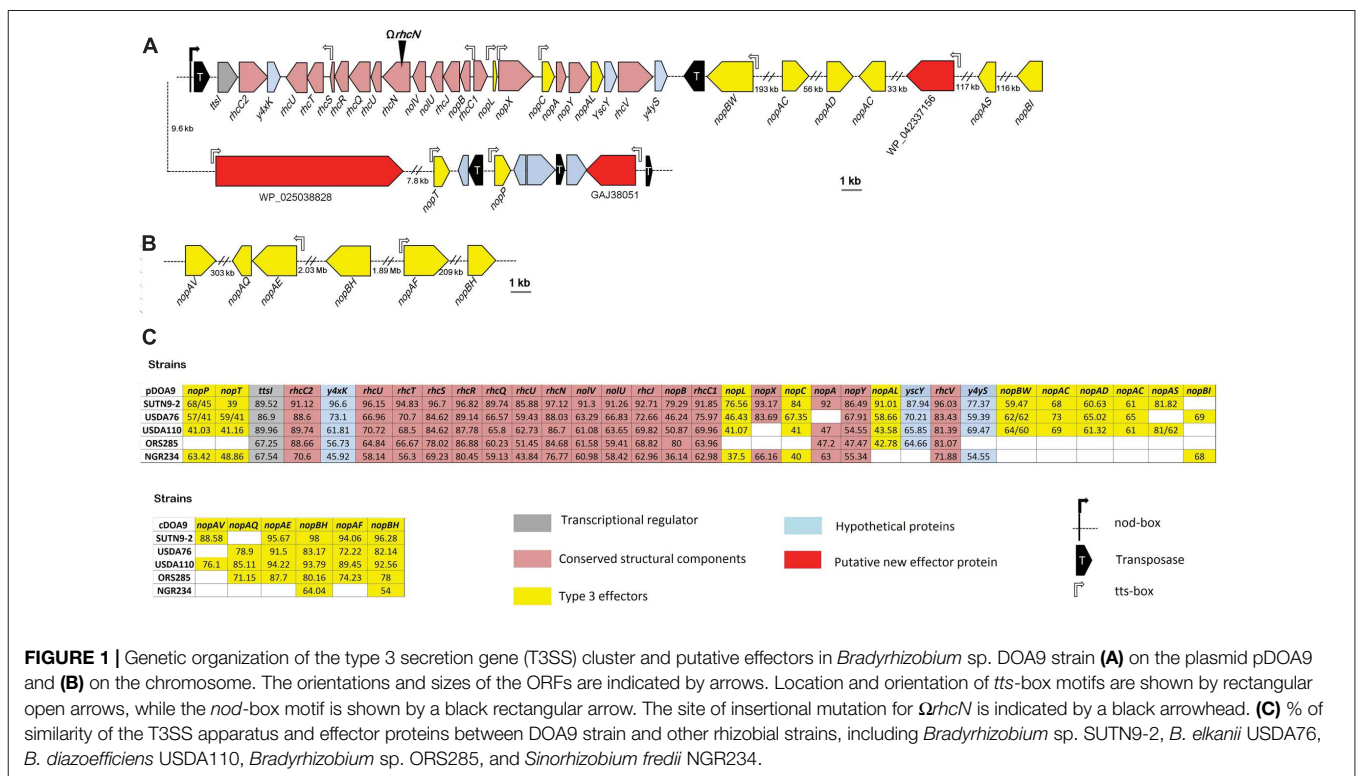 A
ΩrhcN
T
ttsI
rhcC2
y4xK
rhcU
rhcT
rhcS
rhcR
rhcQ
rhcU
rhcN
nolV
nolU
rhcJ
nopB
rhcC1
nopL
nopX
nopC
nopA
nopY
nopAL
YscY
rhcV
y4yS
T
nopBW
193 kb
nopAC
56 kb
nopAD
nopAC
33 kb
WP_042337156
117 kb
nopAS
116 kb
nopBI
9.6 kb
WP_025038828
7.8 kb
nopT
T
nopP
T
GAJ38051
T
1 kb
B
nopAV
303 kb
nopAQ
nopAE
2.03 Mb
nopBH
1.89 Mb
nopAF
209 kb
nopBH
1 kb
C
Strains
pDOA9 nopP nopT ttsI rhcC2 y4xK rhcU rhcT rhcS rhcR rhcQ rhcU rhcN nolV nolU rhcJ nopB rhcC1 nopL nopX nopC nopA nopY nopAL yscY rhcV y4yS nopBW nopAC nopAD nopAC nopAS nopBI
SUTN9-2 68/45 39 89.52 91.12 96.6 96.15 94.83 96.7 96.82 89.74 85.88 97.12 91.3 91.26 92.71 79.29 91.85 76.56 93.17 84 92 86.49 91.01 87.94 96.03 77.37 59.47 68 60.63 61 81.82
USDA76 57/41 59/41 86.9 88.6 73.1 66.96 70.7 84.62 89.14 66.57 59.43 88.03 63.29 66.83 72.66 46.24 75.97 46.43 83.69 67.35 67.91 58.66 70.21 83.43 59.39 62/62 73 65.02 65 69
USDA110 41.03 41.16 89.96 89.74 61.81 70.72 68.5 84.62 87.78 65.8 62.73 86.7 61.08 63.65 69.82 50.87 69.96 41.07 41 47 54.55 43.58 65.85 81.39 69.47 64/60 69 61.32 61 81/62
ORS285 67.25 88.66 56.73 64.84 66.67 78.02 86.88 60.23 51.45 84.68 61.58 59.41 68.82 80 63.96 47.2 47.47 42.78 64.66 81.07
NGR234 63.42 48.86 67.54 70.6 45.92 58.14 56.3 69.23 80.45 59.13 43.84 76.77 60.98 58.42 62.96 36.14 62.98 37.5 66.16 40 63 55.34 71.88 54.55 68
Strains
cDOA9 nopAV nopAQ nopAE nopBH nopAF nopBH
SUTN9-2 88.58 95.67 98 94.06 96.28
USDA76 78.9 91.5 83.17 72.22 82.14
USDA110 76.1 85.11 94.22 93.79 89.45 92.56
ORS285 71.15 87.7 80.16 74.23 78
NGR234 64.04 54
Transcriptional regulator
Conserved structural components
Type 3 effectors
Hypothetical proteins
Putative new effector protein
nod-box
T Transposase
tts-box
FIGURE 1 | Genetic organization of the type 3 secretion gene (T3SS) cluster and putative effectors in Bradyrhizobium sp. DOA9 strain (A) on the plasmid pDOA9
and (B) on the chromosome. The orientations and sizes of the ORFs are indicated by arrows. Location and orientation of tts-box motifs are shown by rectangular
open arrows, while the nod-box motif is shown by a black rectangular arrow. The site of insertional mutation for ΩrhcN is indicated by a black arrowhead. (C) % of
similarity of the T3SS apparatus and effector proteins between DOA9 strain and other rhizobial strains, including Bradyrhizobium sp. SUTN9-2, B. elkanii USDA76,
B. diazoefficiens USDA110, Bradyrhizobium sp. ORS285, and Sinorhizobium fredii NGR234.